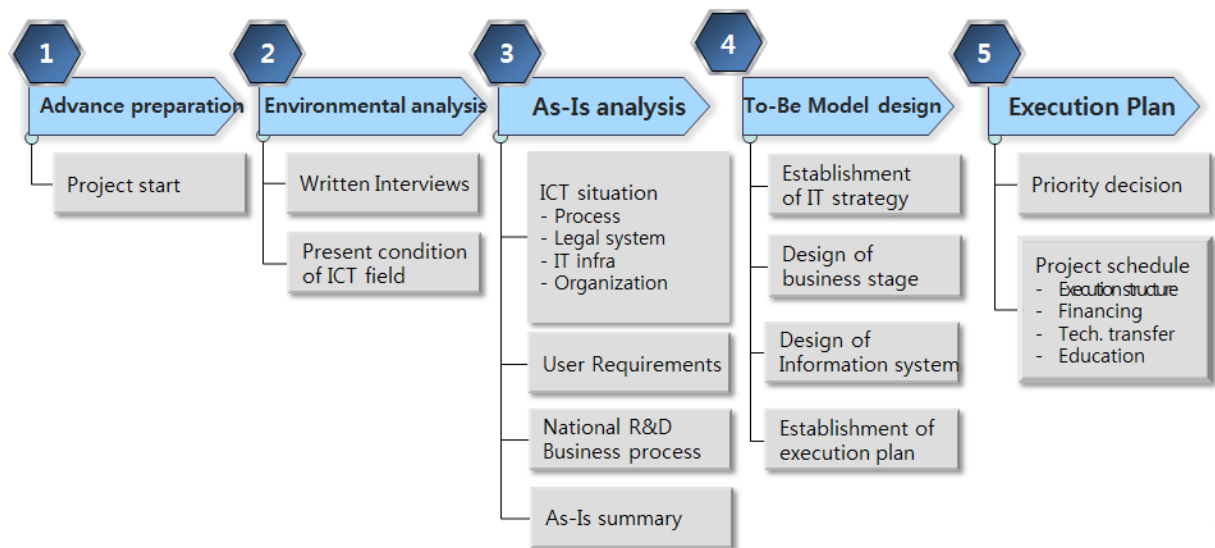 1
Advance preparation
Project start
2
Environmental analysis
Written Interviews
Present condition
of ICT field
3
As-Is analysis
ICT situation
- Process
- Legal system
- IT infra
- Organization
User Requirements
National R&D
Business process
As-Is summary
4
To-Be Model design
Establishment
of IT strategy
Design of
business stage
Design of
Information system
Establishment of
execution plan
5
Execution Plan
Priority decision
Project schedule
- Execution structure
- Financing
- Tech. transfer
- Education